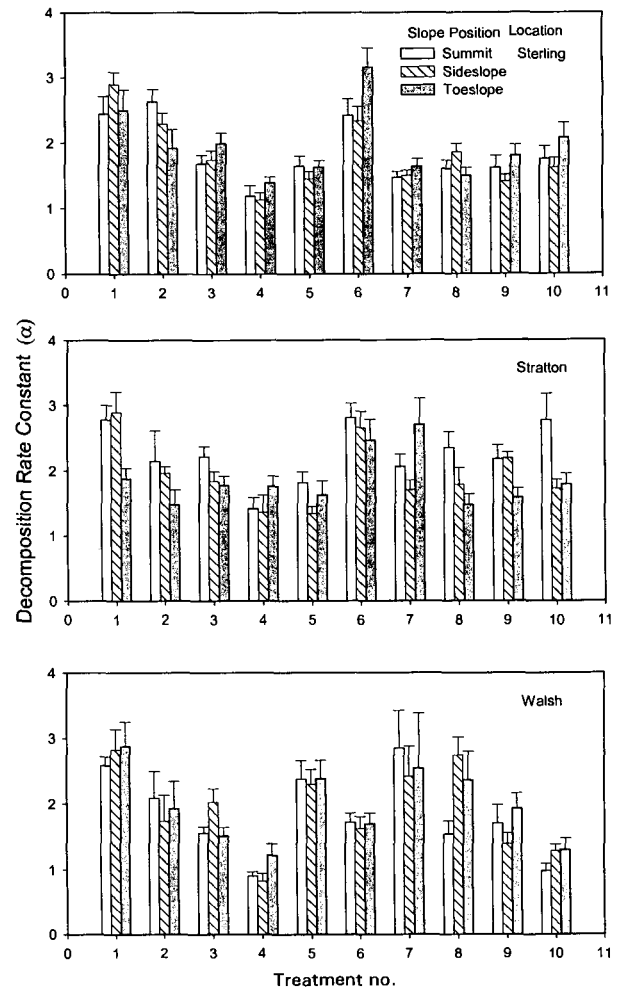 Slope Position Location
Summit Sterling
Sideslope
Toeslope
4
3
2
1
0
0 1 2 3 4 5 6 7 8 9 10 11
Decomposition Rate Constant (α)
Stratton
4
3
2
1
0
0 1 2 3 4 5 6 7 8 9 10 11
Walsh
4
3
2
1
0
0 1 2 3 4 5 6 7 8 9 10 11
Treatment no.